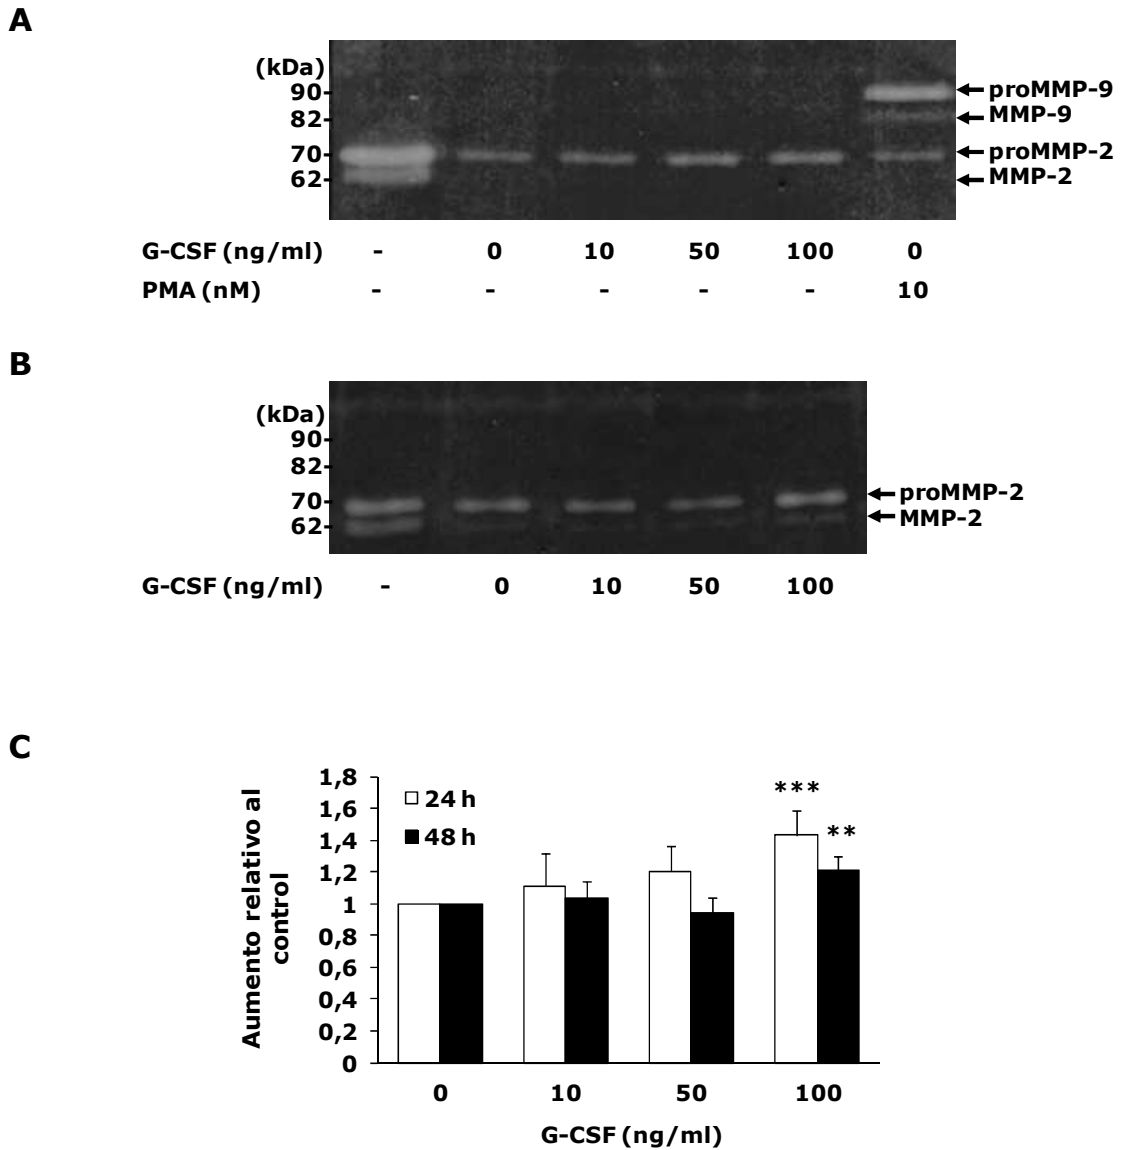 A
(kDa)
90-
82-
70-
62-
proMMP-9
MMP-9
proMMP-2
MMP-2
G-CSF (ng/ml) - 0 10 50 100 0
PMA (nM) - - - - - 10
B
(kDa)
90-
82-
70-
62-
proMMP-2
MMP-2
G-CSF (ng/ml) - 0 10 50 100
C
Aumento relativo al
control
1,8
1,6
1,4
1,2
1
0,8
0,6
0,4
0,2
0
24 h
48 h
***
**
0 10 50 100
G-CSF (ng/ml)